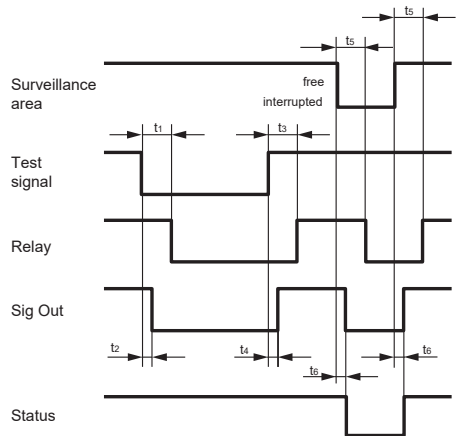 t5
t5
Surveillance
area
free
interrupted
t1
t3
Test
signal
Relay
Sig Out
t2
t4
t6
t6
Status